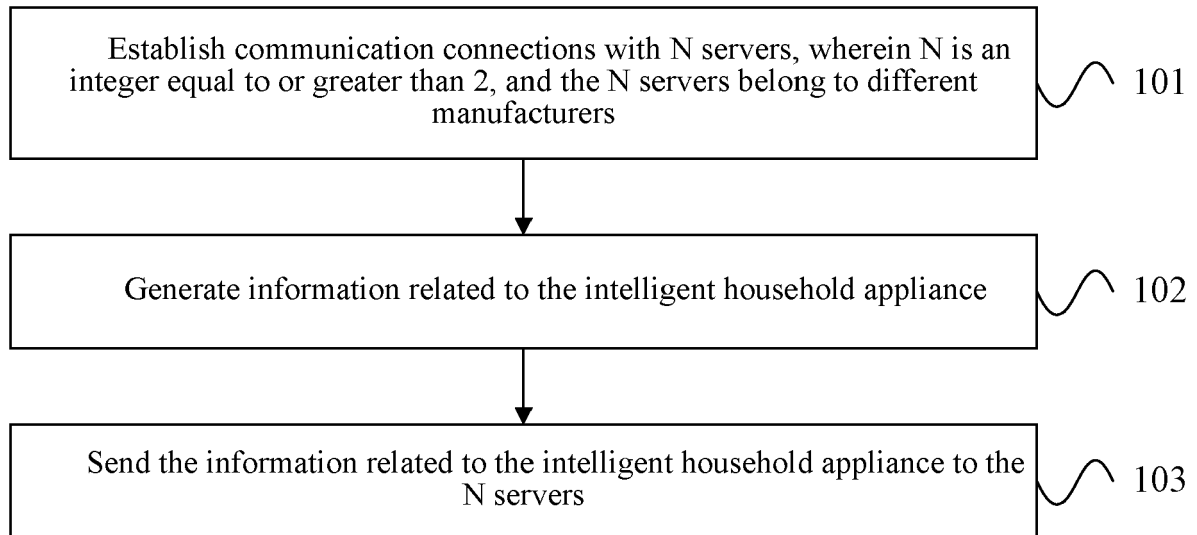 Establish communication connections with N servers, wherein N is an
integer equal to or greater than 2, and the N servers belong to different
manufacturers
101
Generate information related to the intelligent household appliance
102
Send the information related to the intelligent household appliance to the
N servers
103